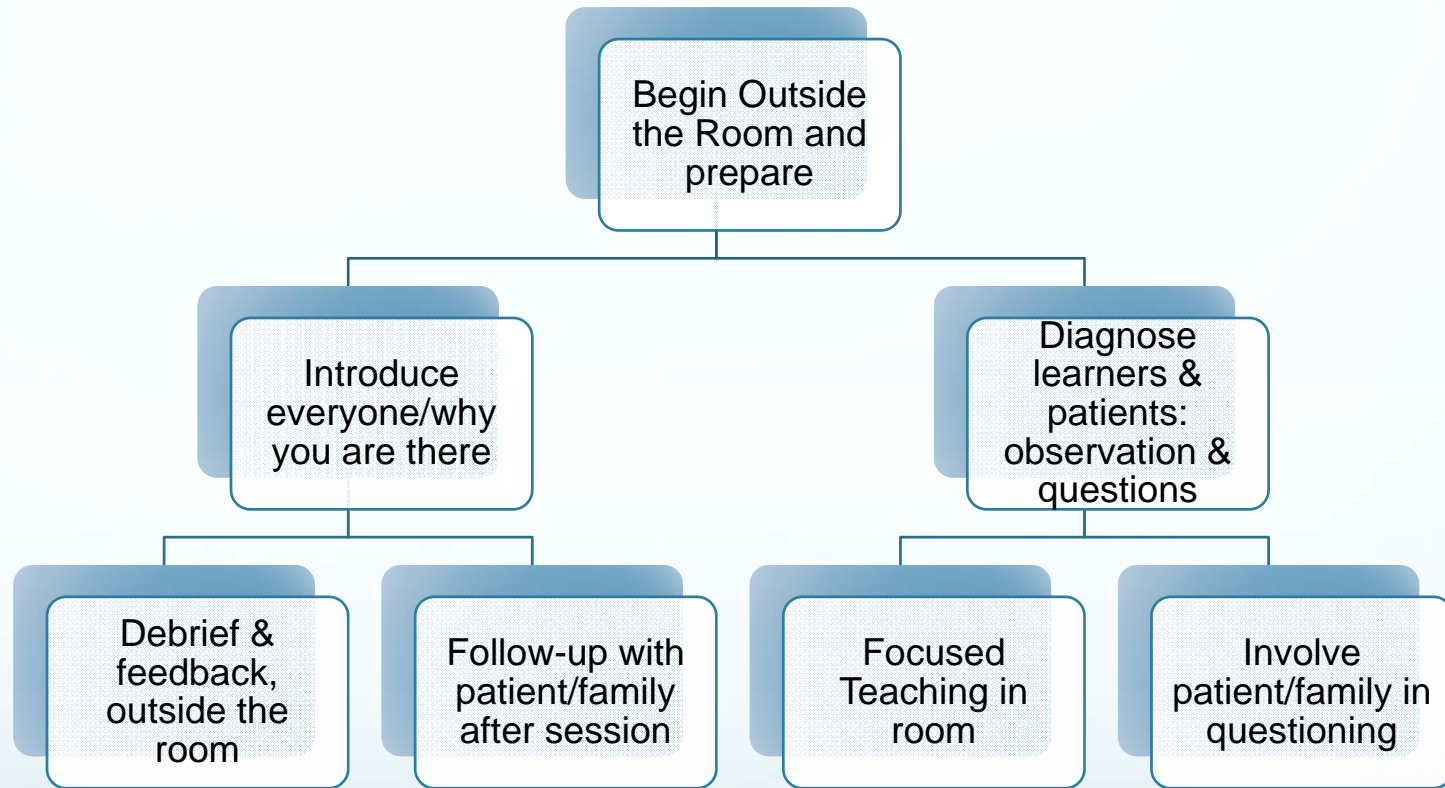 Begin Outside
the Room and
prepare
Introduce
everyone/why
you are there
Diagnose
learners &
patients:
observation &
questions
Debrief &
feedback,
outside the
room
Follow-up with
patient/family
after session
Focused
Teaching in
room
Involve
patient/family in
questioning